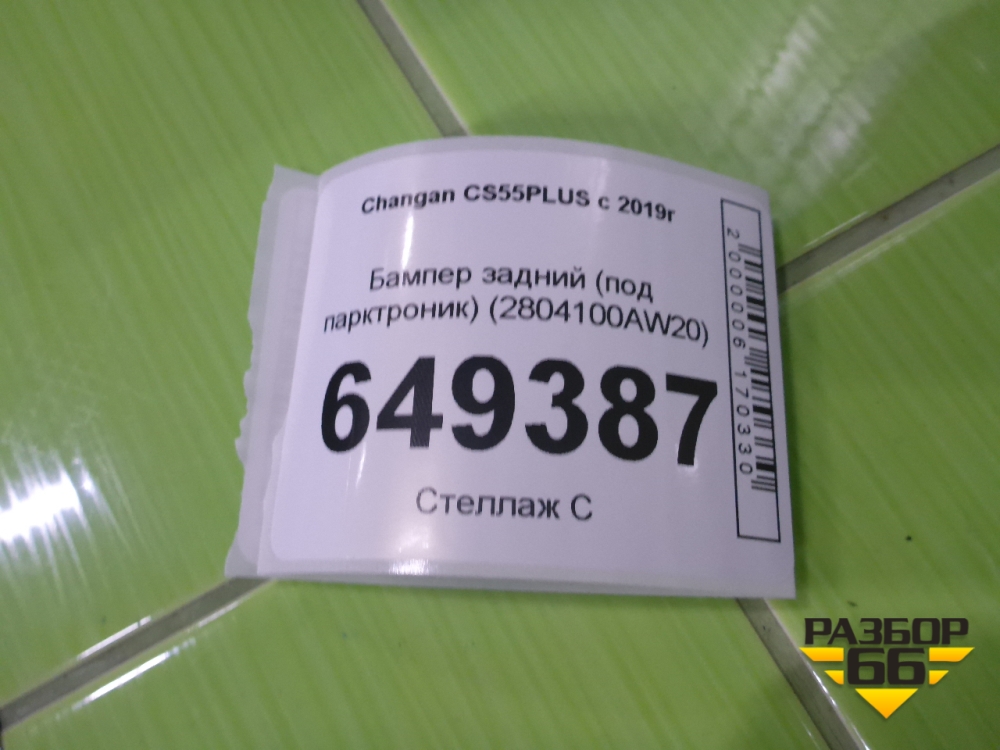 Changan CS55PLUS с 2019г
Бампер задний (под
парктроник) (2804100AW20)
649387
Стеллаж С
2000006170330
РАЗБОР
66